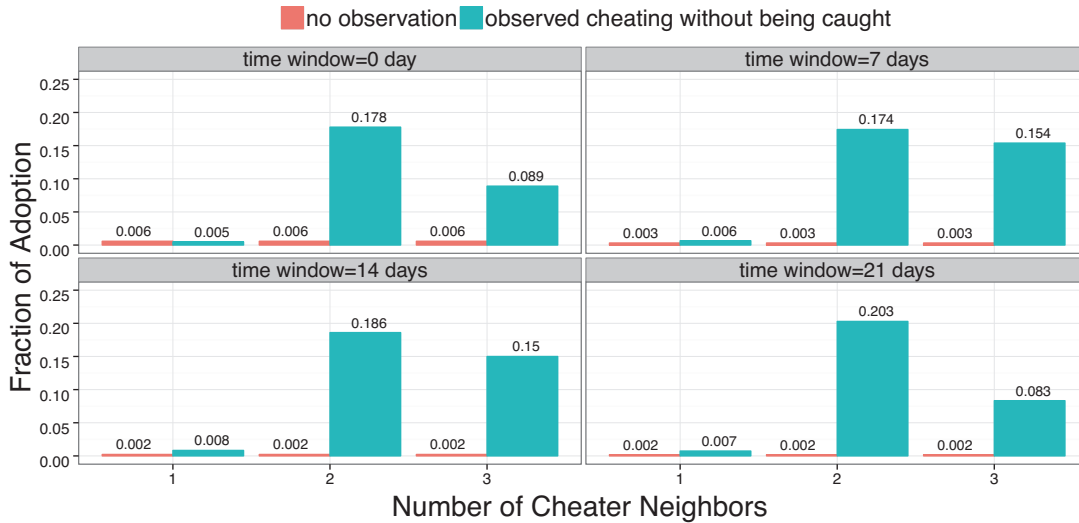 no observation observed cheating without being caught
time window=0 day
time window=7 days
0.25
0.20
0.15
0.10
0.05
0.00
0.006 0.005 0.006 0.178 0.006 0.089
0.003 0.006 0.003 0.174 0.003 0.154
time window=14 days
time window=21 days
0.25
0.20
0.15
0.10
0.05
0.00
0.002 0.008 0.002 0.186 0.002 0.15
0.002 0.007 0.002 0.203 0.002 0.083
1 2 3
1 2 3
Fraction of Adoption
Number of Cheater Neighbors